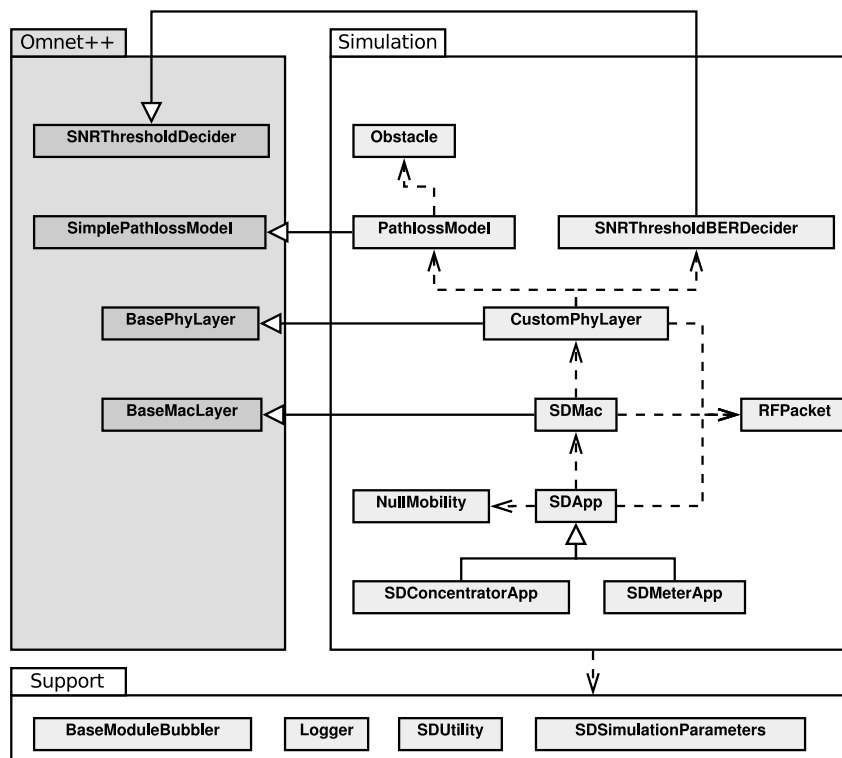 Omnet++
Simulation
SNRThresholdDecider
Obstacle
SimplePathlossModel
PathlossModel
SNRThresholdBERDecider
BasePhyLayer
CustomPhyLayer
BaseMacLayer
SDMac
RFPacket
NullMobility
SDApp
SDConcentratorApp
SDMeterApp
Support
BaseModuleBubbler
Logger
SDUtility
SDSimulationParameters